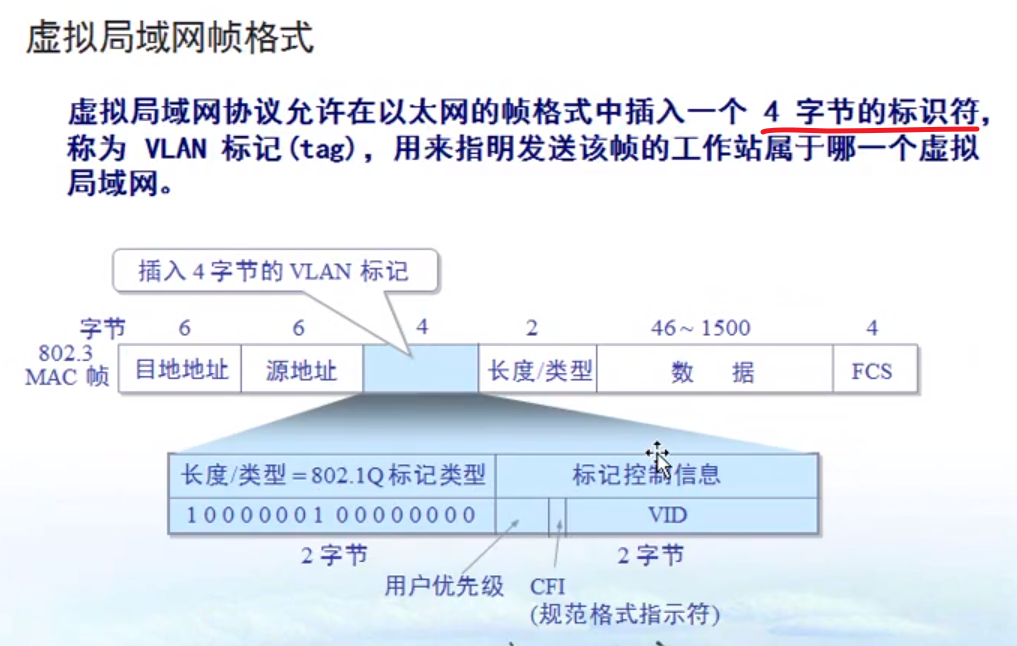 虚拟局域网帧格式
虚拟局域网协议允许在以太网的帧格式中插入一个 4 字节的标识符,
称为 VLAN 标记(tag), 用来指明发送该帧的工作站属于哪一个虚拟
局域网。
插入 4 字节的 VLAN 标记
字节 6 6 4 2 46~1500 4
802.3
MAC 帧 目地地址 源地址 长度/类型 数 据 FCS
长度/类型=802.1Q标记类型 标记控制信息
10000001 00000000 VID
2 字节 2 字节
用户优先级 CFI
(规范格式指示符)